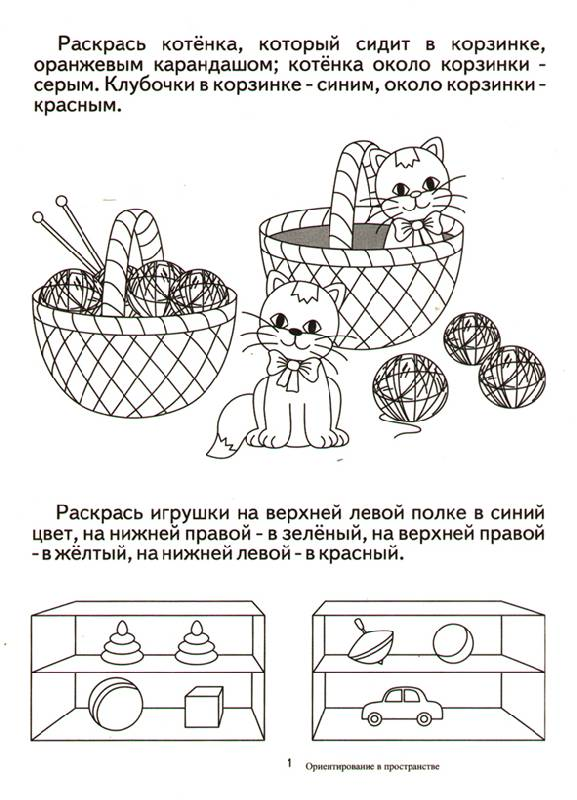 Раскрась котёнка, который сидит в корзинке,
оранжевым карандашом; котёнка около корзинки -
серым. Клубочки в корзинке - синим, около корзинки -
красным.
Раскрась игрушки на верхней левой полке в синий
цвет, на нижней правой - в зелёный, на верхней правой
- в жёлтый, на нижней левой - в красный.
1 Ориентирование в пространстве